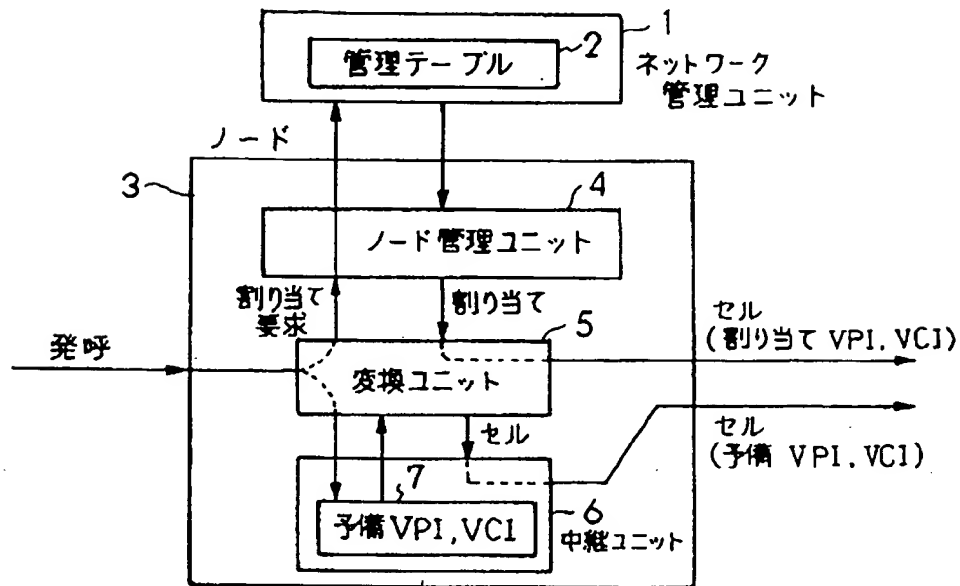 1
2
管理テーブル
ネットワーク
管理ユニット
ノード
3
4
ノード管理ユニット
割り当て
要求
割り当て
5
発呼
変換ユニット
セル
(割り当て VPI, VCI)
セル
セル
(予備 VPI, VCI)
7
予備VPI, VCI
6
中継ユニット